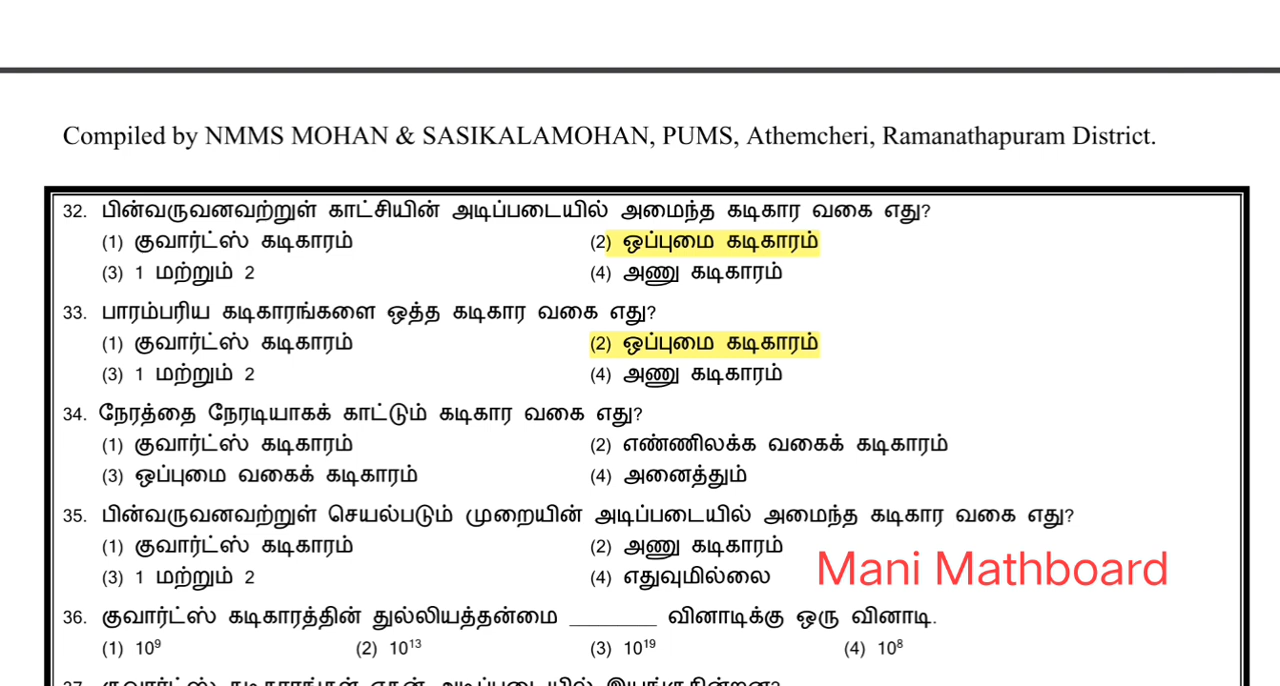 Compiled by NMMS MOHAN & SASIKALAMOHAN, PUMS, Athemcheri, Ramanathapuram District.
32. பின்வருவனவற்றுள் காட்சியின் அடிப்படையில் அமைந்த கடிகார வகை எது?
(1) குவார்ட்ஸ் கடிகாரம் (2) ஒப்புமை கடிகாரம்
(3) 1 மற்றும் 2 (4) அணு கடிகாரம்
33. பாரம்பரிய கடிகாரங்களை ஒத்த கடிகார வகை எது?
(1) குவார்ட்ஸ் கடிகாரம் (2) ஒப்புமை கடிகாரம்
(3) 1 மற்றும் 2 (4) அணு கடிகாரம்
34. நேரத்தை நேரடியாகக் காட்டும் கடிகார வகை எது?
(1) குவார்ட்ஸ் கடிகாரம் (2) எண்ணிலக்க வகைக் கடிகாரம்
(3) ஒப்புமை வகைக் கடிகாரம் (4) அனைத்தும்
35. பின்வருவனவற்றுள் செயல்படும் முறையின் அடிப்படையில் அமைந்த கடிகார வகை எது?
(1) குவார்ட்ஸ் கடிகாரம் (2) அணு கடிகாரம்
(3) 1 மற்றும் 2 (4) எதுவுமில்லை Mani Mathboard
36. குவார்ட்ஸ் கடிகாரத்தின் துல்லியத்தன்மை ________ வினாடிக்கு ஒரு வினாடி.
(1) 10⁹ (2) 10¹³ (3) 10¹⁹ (4) 10⁸